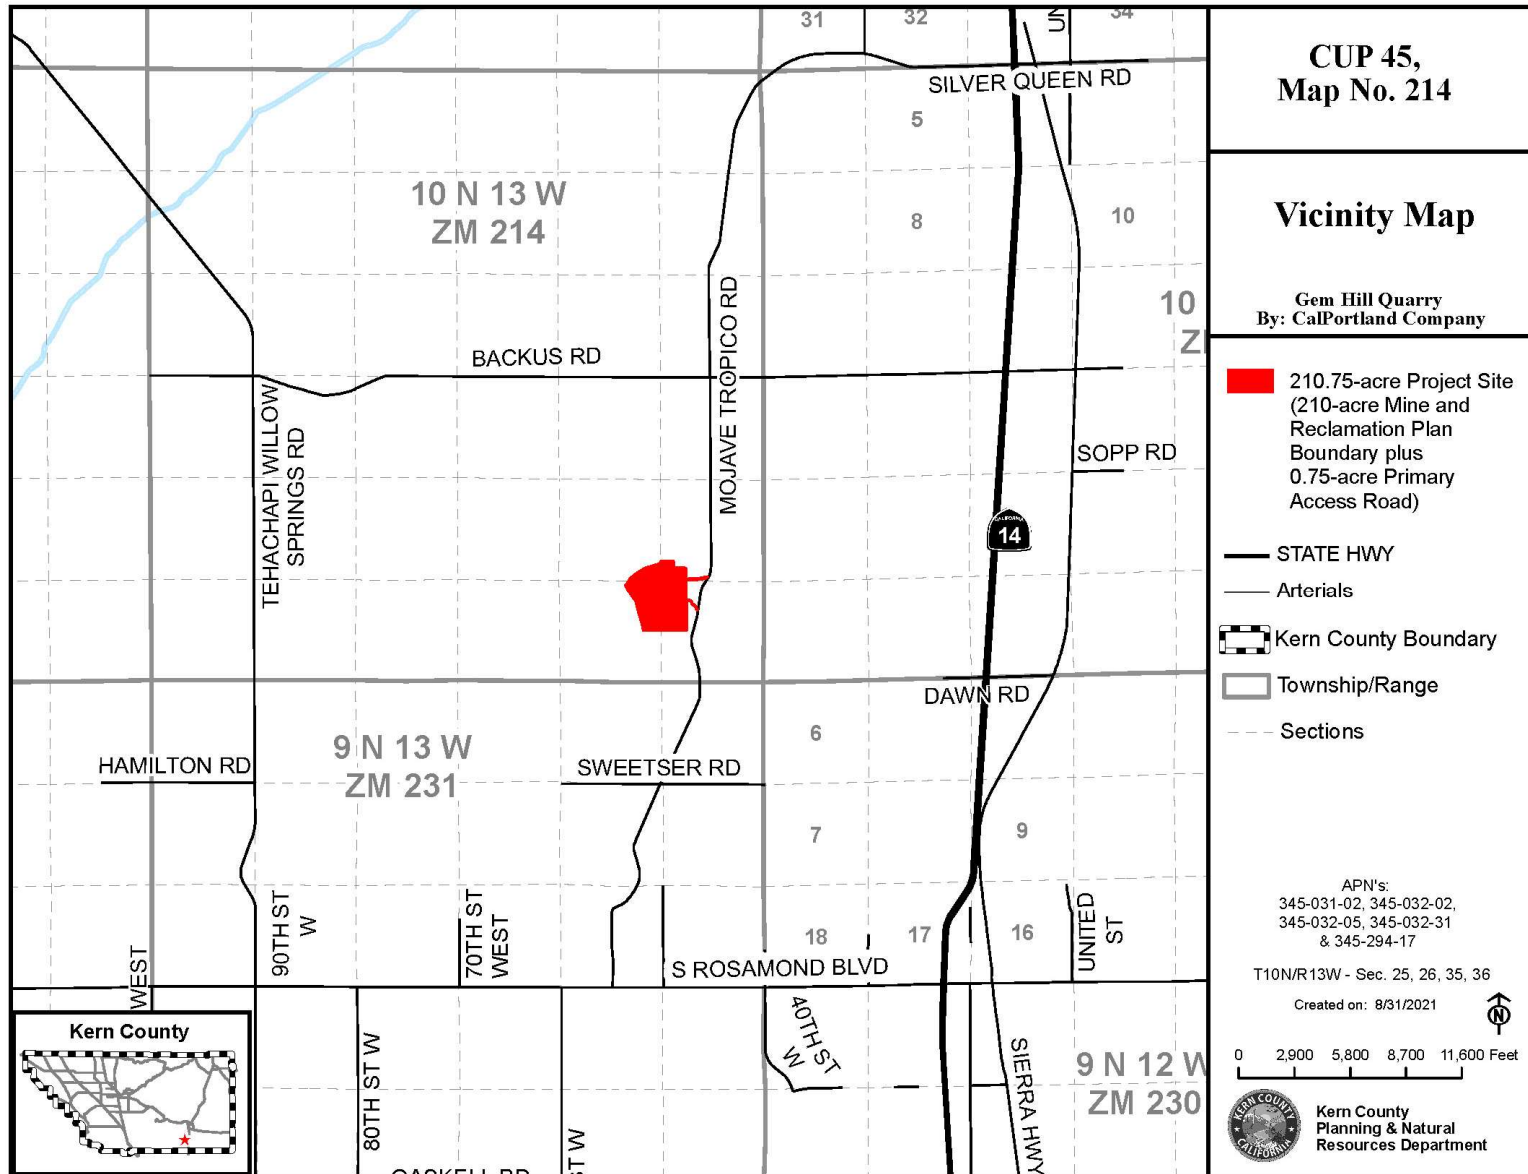 CUP 45,
Map No. 214
Vicinity Map
Gem Hill Quarry
By: CalPortland Company
210.75-acre Project Site
(210-acre Mine and
Reclamation Plan
Boundary plus
0.75-acre Primary
Access Road)
STATE HWY
Arterials
Kern County Boundary
Township/Range
Sections
APN's:
345-031-02, 345-032-02,
345-032-05, 345-032-31
& 345-294-17
T10N/R13W - Sec. 25, 26, 35, 36
Created on: 8/31/2021
N
0 2,900 5,800 8,700 11,600 Feet
KERN COUNTY
CALIFORNIA
Kern County
Planning & Natural
Resources Department
31
32
UN
34
SILVER QUEEN RD
5
10 N 13 W
ZM 214
8
10
10
BACKUS RD
MOJAVE TROPICO RD
TEHACHAPI WILLOW
SPRINGS RD
SOPP RD
CALIFORNIA
14
DAWN RD
6
9 N 13 W
ZM 231
HAMILTON RD
SWEETSER RD
7
9
90TH ST
W
70TH ST
WEST
18
17
16
UNITED
ST
WEST
S ROSAMOND BLVD
Kern County
80TH ST W
40TH ST
W
SIERRA HWY
9 N 12 W
ZM 230
ST W